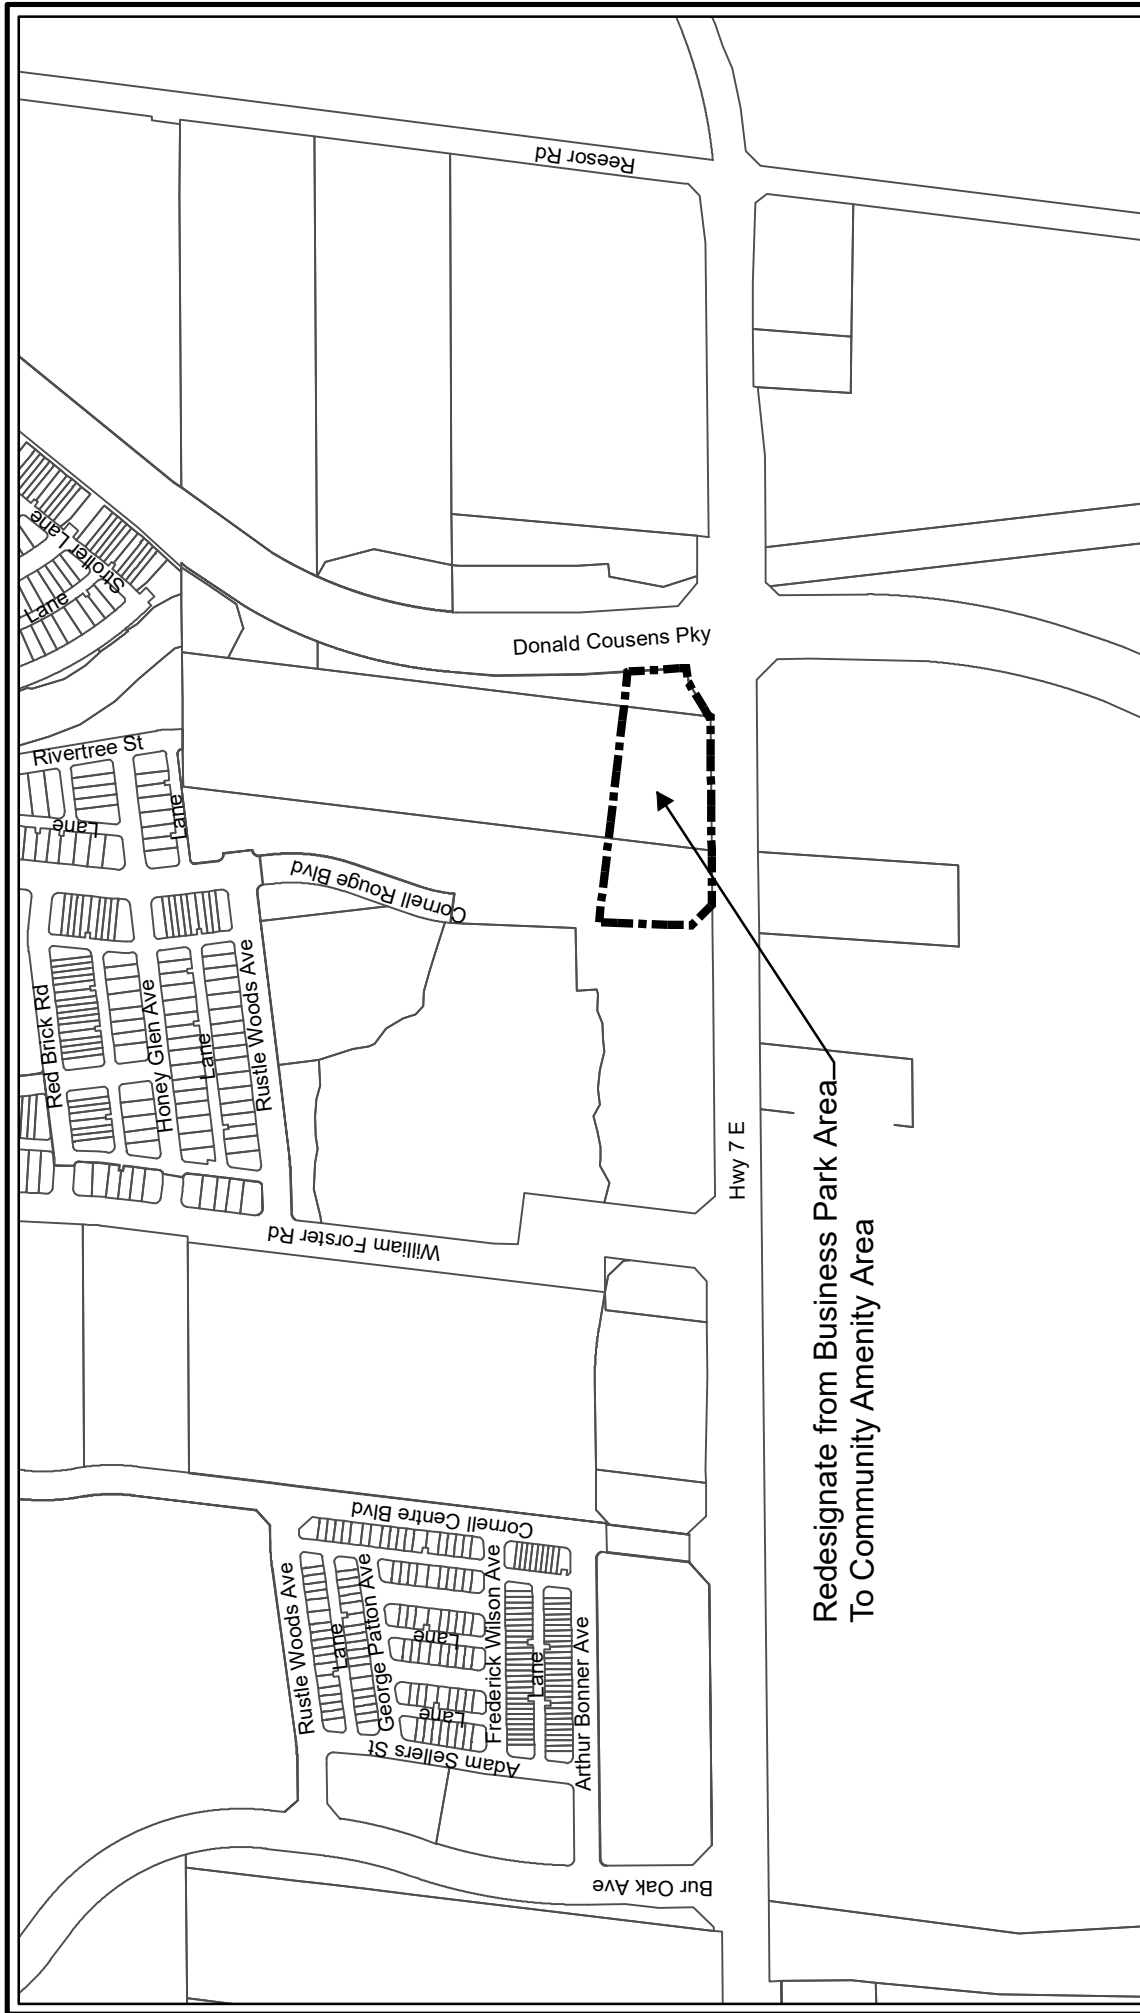 Reesor Rd
Stroller Lane
Lane
Donald Cousens Pky
Rivertree St
Lane
Lane
Cornell Rouge Blvd
Red Brick Rd
Honey Glen Ave
Lane
Rustle Woods Ave
William Forster Rd
Hwy 7 E
Redesignate from Business Park Area
To Community Amenity Area
Cornell Centre Blvd
Rustle Woods Ave
Lane
George Patton Ave
Lane
Lane
Frederick Wilson Ave
Lane
Arthur Bonner Ave
Adam Sellers St
Bur Oak Ave